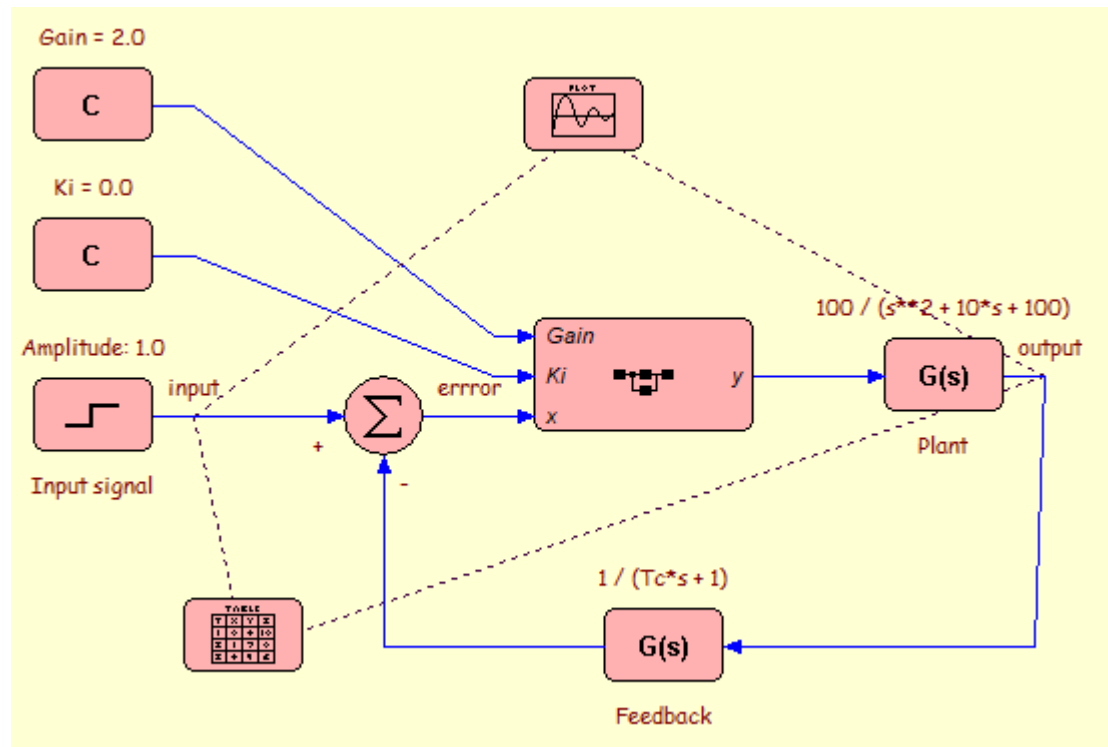 Gain = 2.0
C
PLOT
Ki = 0.0
C
100 / (s**2 + 10*s + 100)
Gain
Amplitude: 1.0
output
input
errror
Ki
y
G(s)
Σ
x
+
Plant
Input signal
-
1 / (Tc*s + 1)
TABLE
T X Y Z
G(s)
Feedback